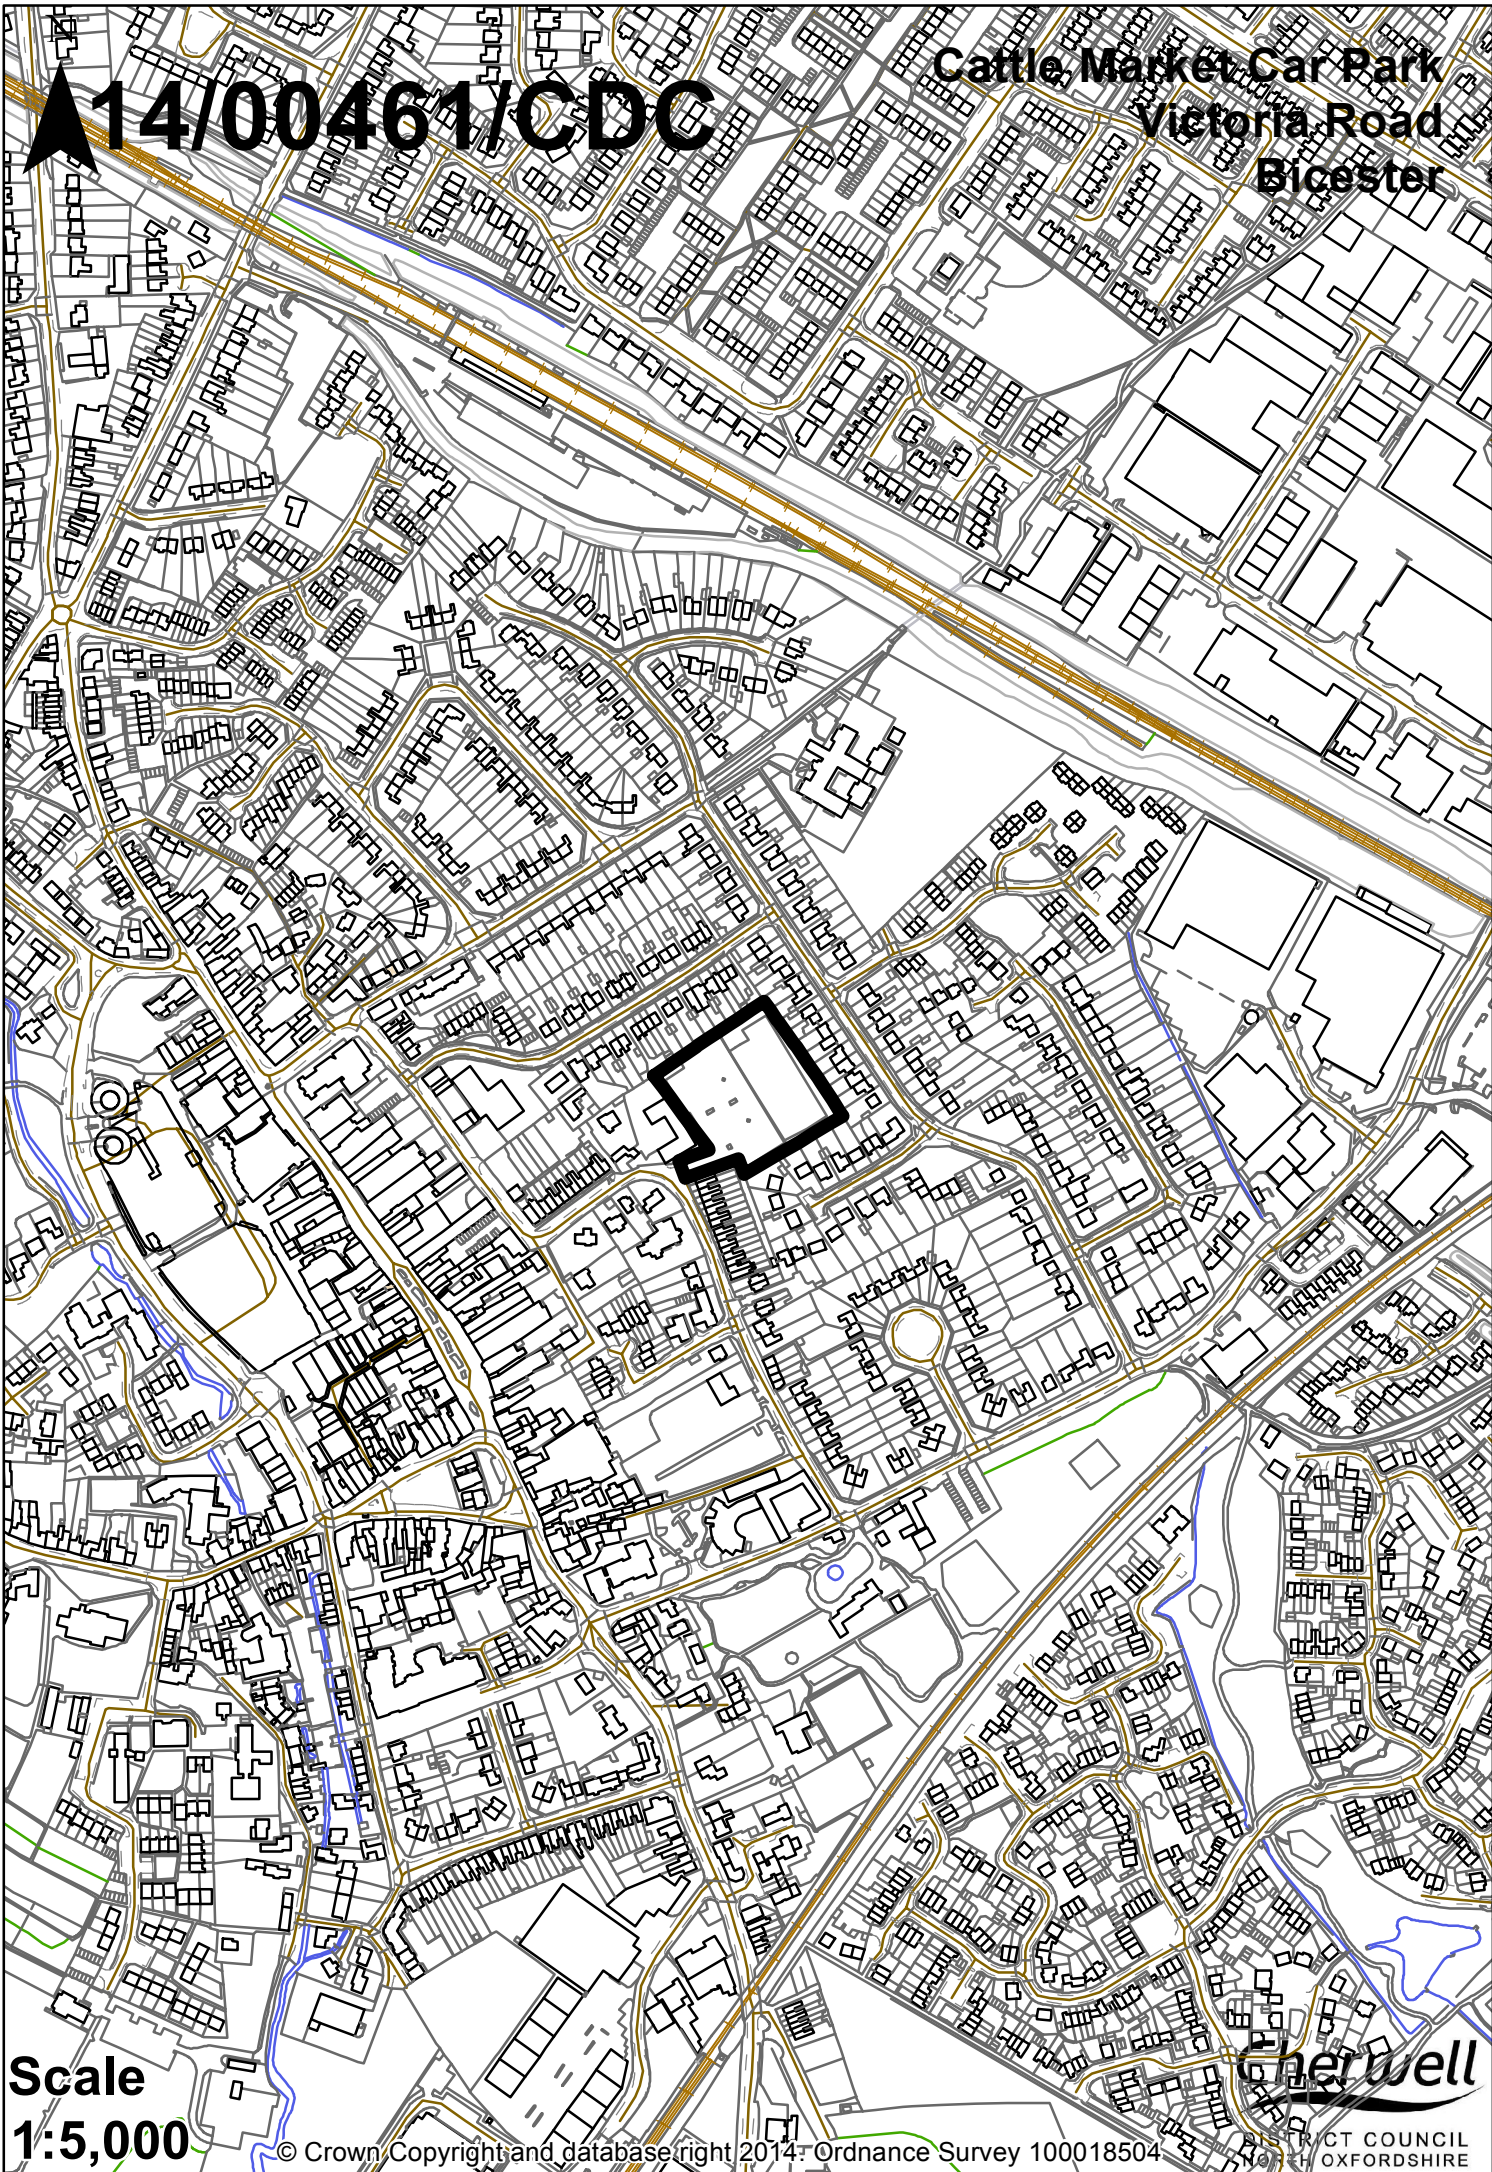 14/00461/CDC
Cattle Market Car Park
Victoria Road
Bicester
Scale
1:5,000
© Crown Copyright and database right 2014. Ordnance Survey 100018504
Cherwell
DISTRICT COUNCIL
NORTH OXFORDSHIRE